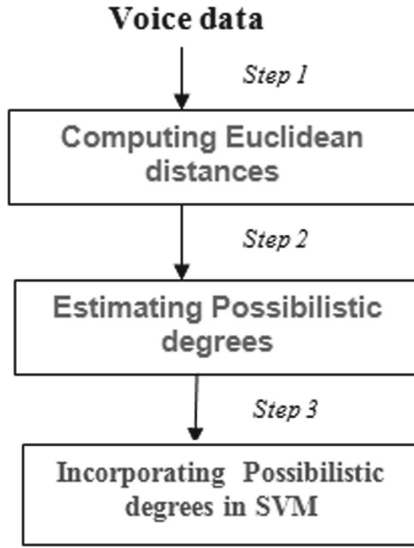 Voice data
Step 1
Computing Euclidean
distances
Step 2
Estimating Possibilistic
degrees
Step 3
Incorporating Possibilistic
degrees in SVM